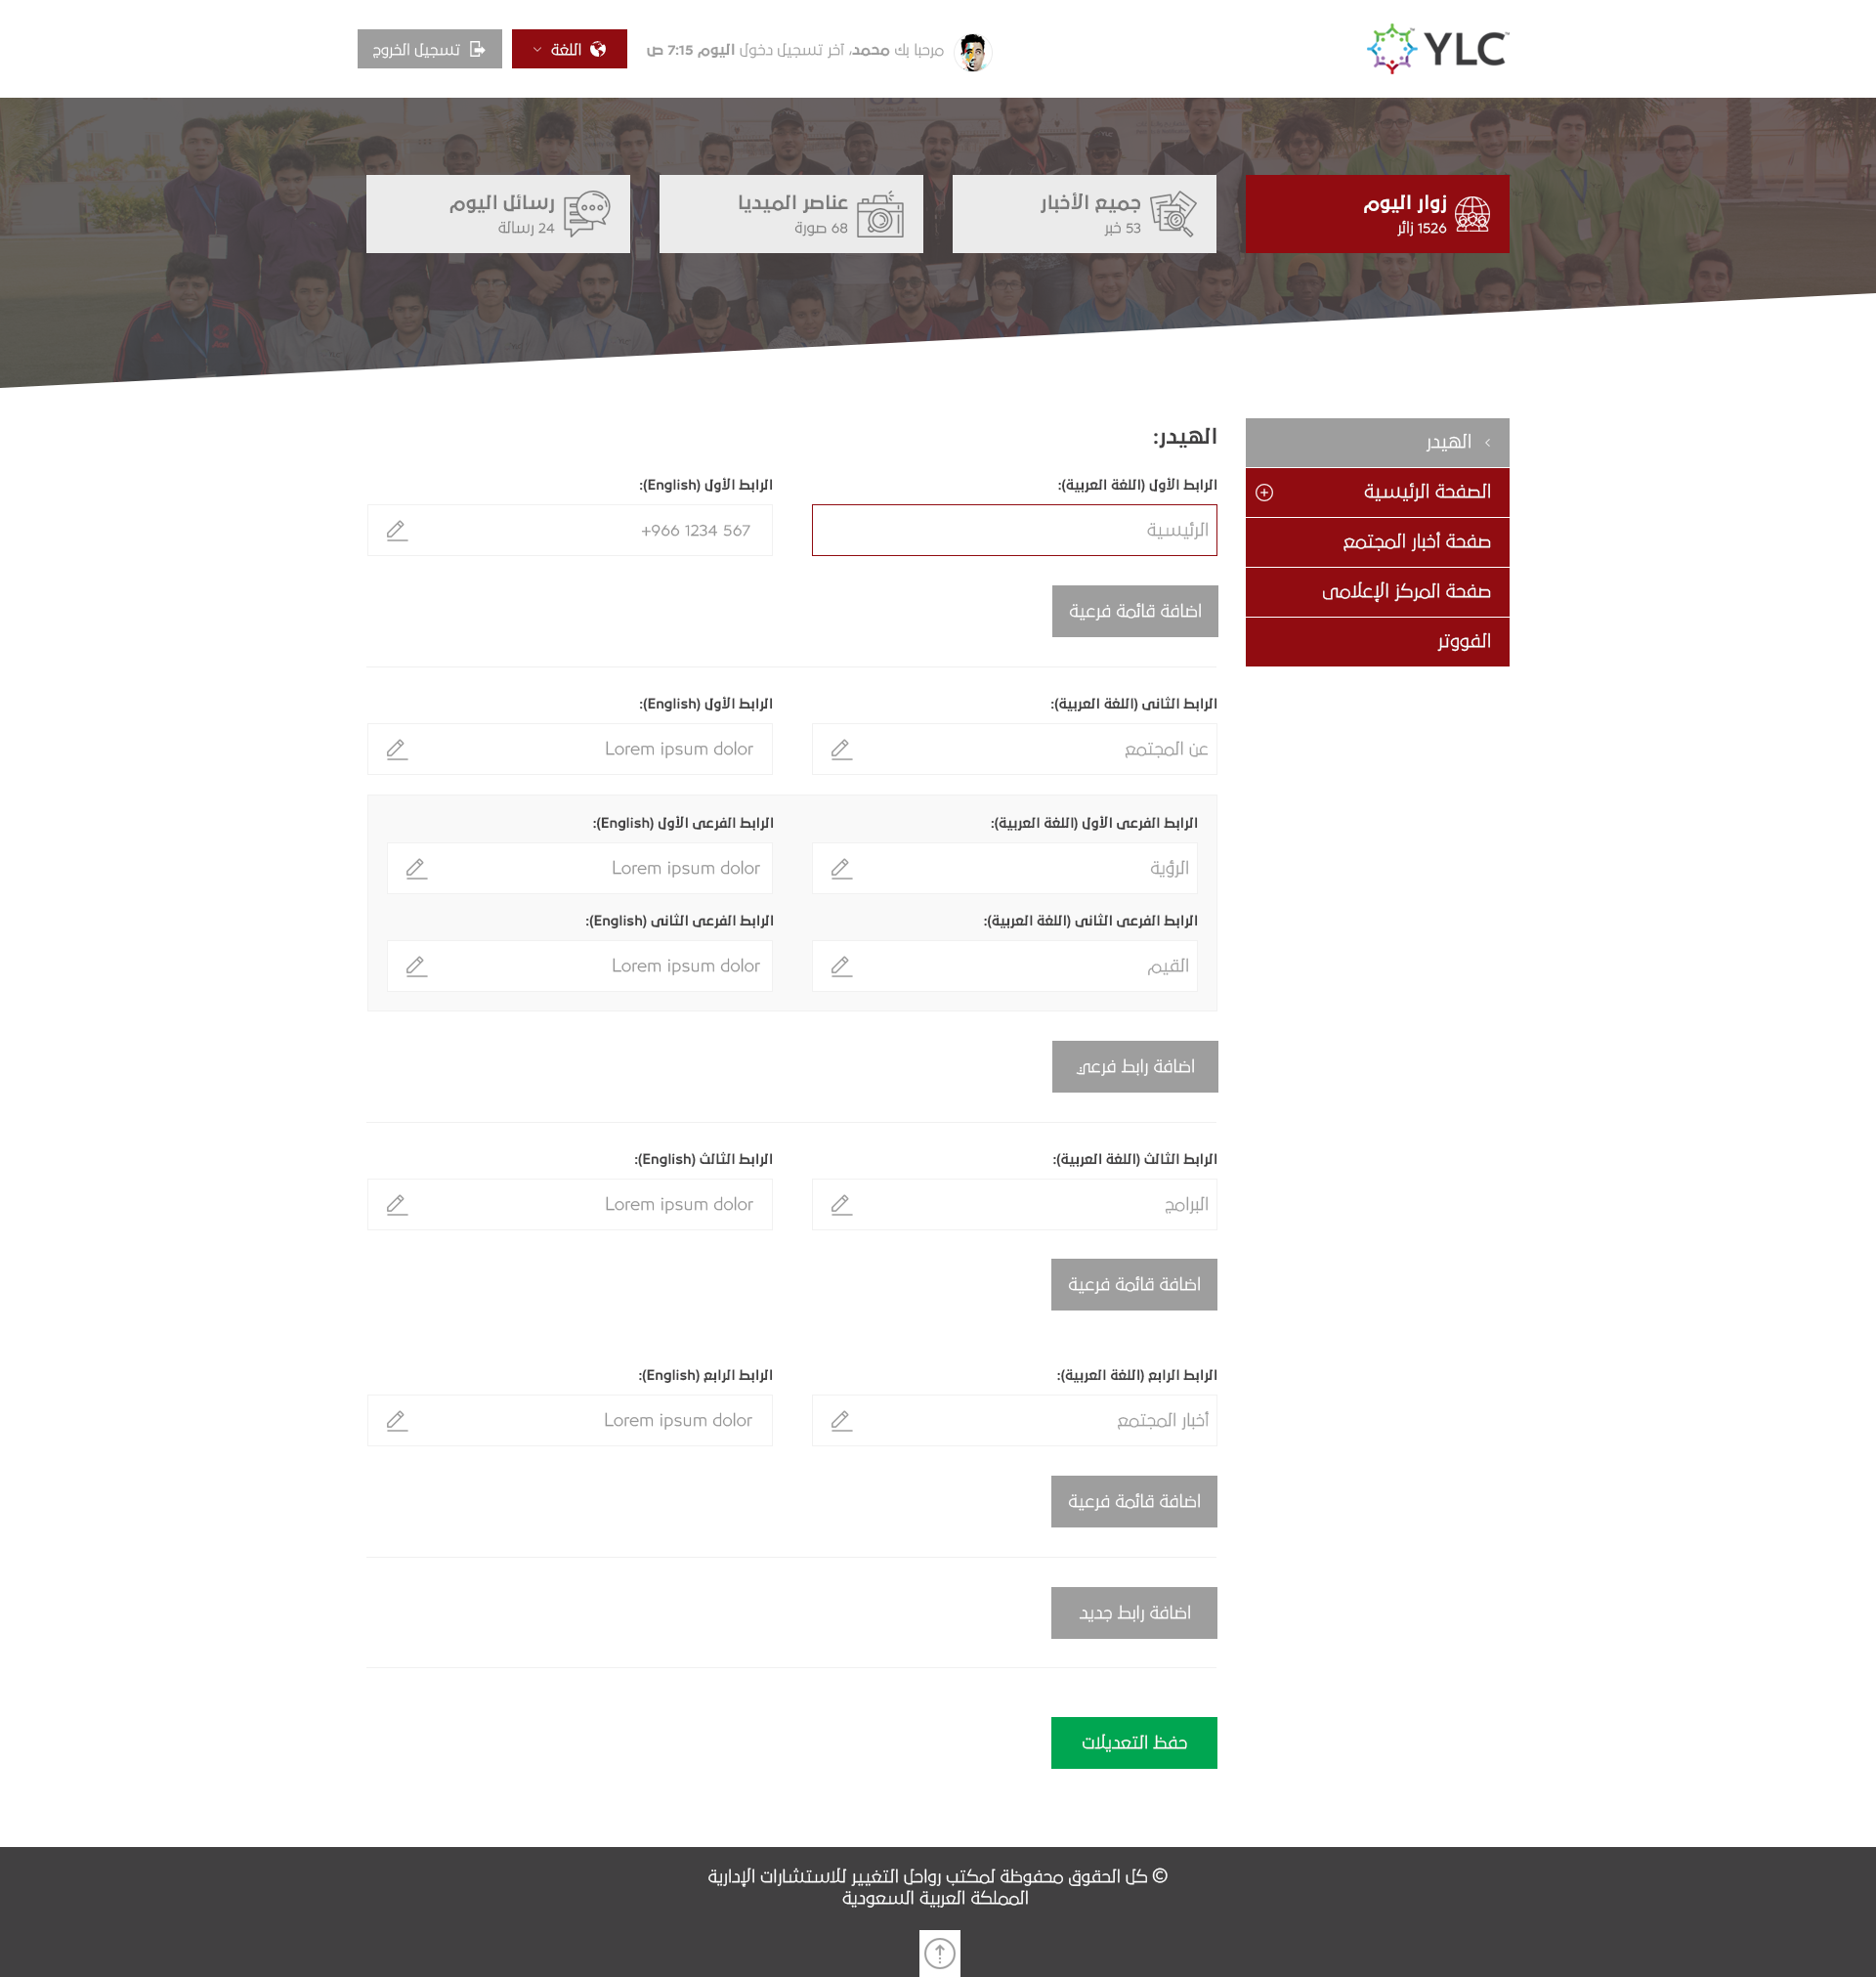 YLC™
مرحبا بك محمد، آخر تسجيل دخول اليوم 7:15 ص
اللغة
تسجيل الخروج
زوار اليوم
1526 زائر
جميع الأخبار
53 خبر
عناصر الميديا
68 صورة
رسائل اليوم
24 رسالة
الهيدر
الصفحة الرئيسية
صفحة أخبار المجتمع
صفحة المركز الإعلامى
الفووتر
الهيدر:
الرابط الأول (اللغة العربية):
الرابط الأول (English):
الرئيسية
+966 1234 567
اضافة قائمة فرعية
الرابط الثانى (اللغة العربية):
الرابط الأول (English):
عن المجتمع
Lorem ipsum dolor
الرابط الفرعى الأول (اللغة العربية):
الرابط الفرعى الأول (English):
الرؤية
Lorem ipsum dolor
الرابط الفرعى الثانى (اللغة العربية):
الرابط الفرعى الثانى (English):
القيم
Lorem ipsum dolor
اضافة رابط فرعي
الرابط الثالث (اللغة العربية):
الرابط الثالث (English):
البرامج
Lorem ipsum dolor
اضافة قائمة فرعية
الرابط الرابع (اللغة العربية):
الرابط الرابع (English):
أخبار المجتمع
Lorem ipsum dolor
اضافة قائمة فرعية
اضافة رابط جديد
حفظ التعديلات
© كل الحقوق محفوظة لمكتب رواحل التغيير للاستشارات الإدارية
المملكة العربية السعودية